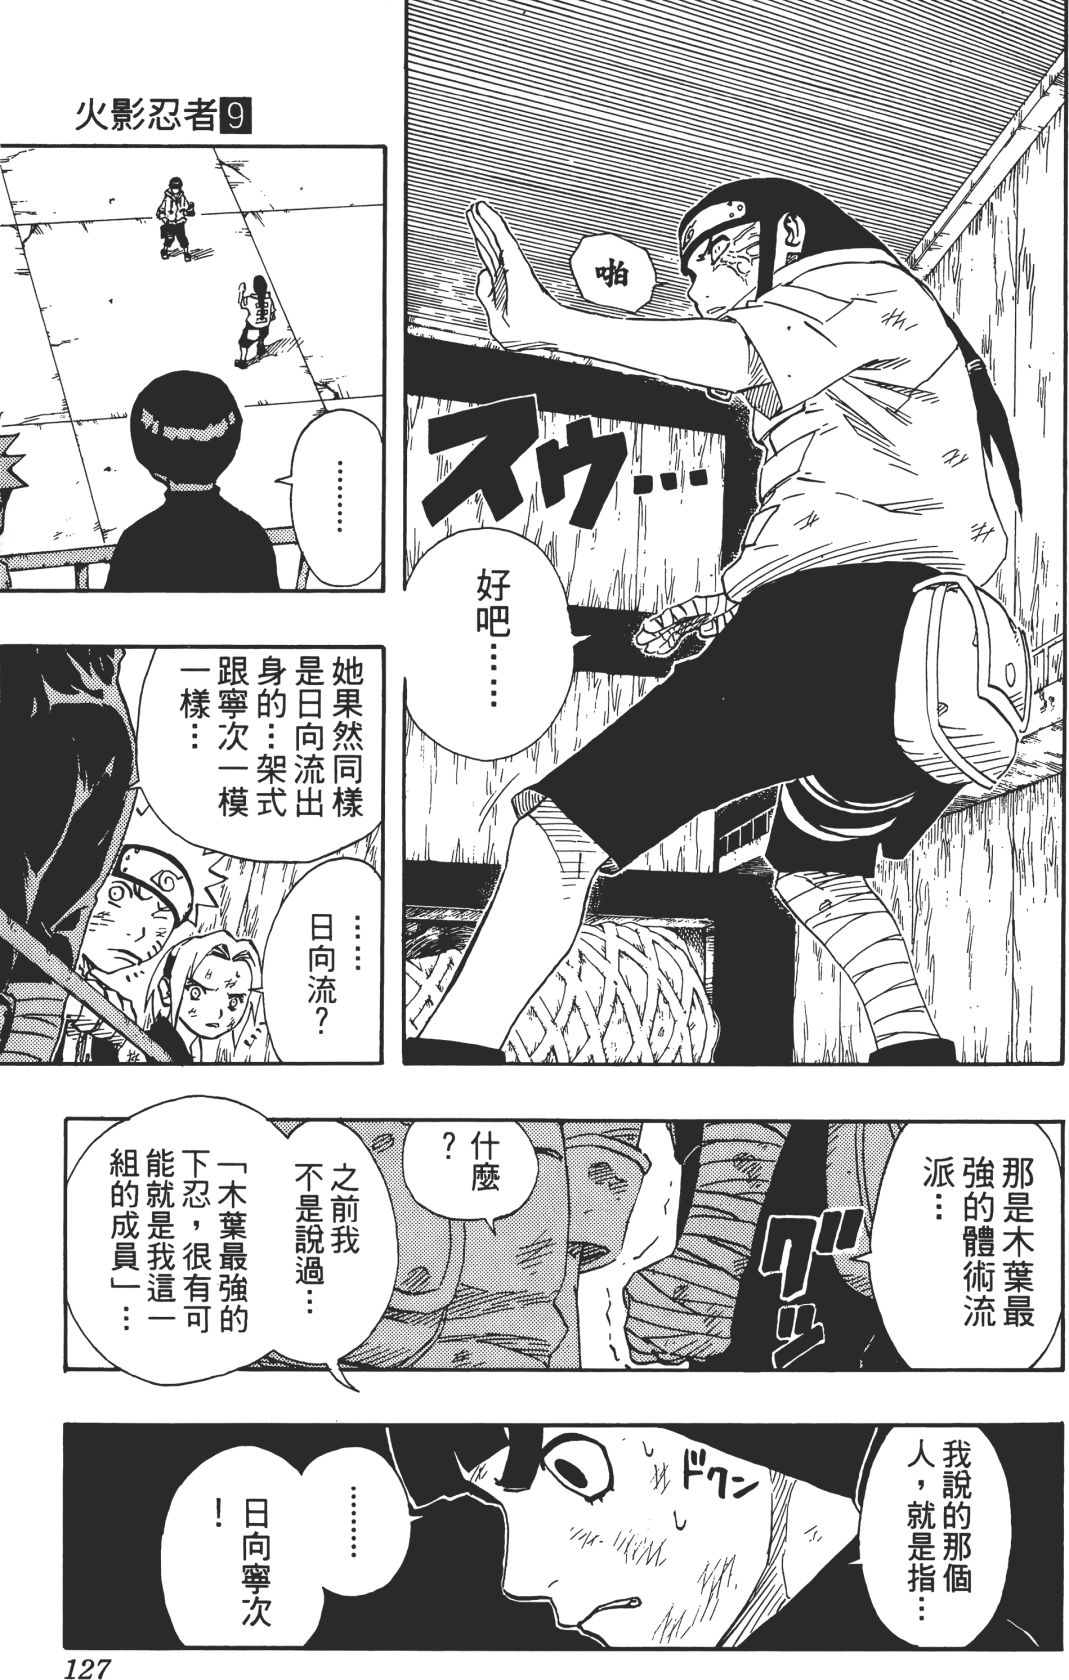 火影忍者9
啪
スゥ…
好吧……
………
她果然同樣
是日向流出
身的…架式
跟寧次一模
一樣…
……
日向流?
那是木葉最
強的體術流
派…
グッ
什麼
?
之前我
不是說過…
「木葉最強的
下忍,很有可
能就是我這一
組的成員」…
我說的那個
人,就是指…
ドクン
………
日向寧次
!
127